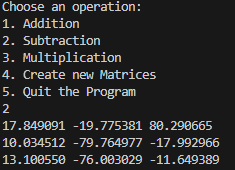 Choose an operation:
1. Addition
2. Subtraction
3. Multiplication
4. Create new Matrices
5. Quit the Program
2
17.849091 -19.775381 80.290665
10.034512 -79.764977 -17.992966
13.100550 -76.003029 -11.649389